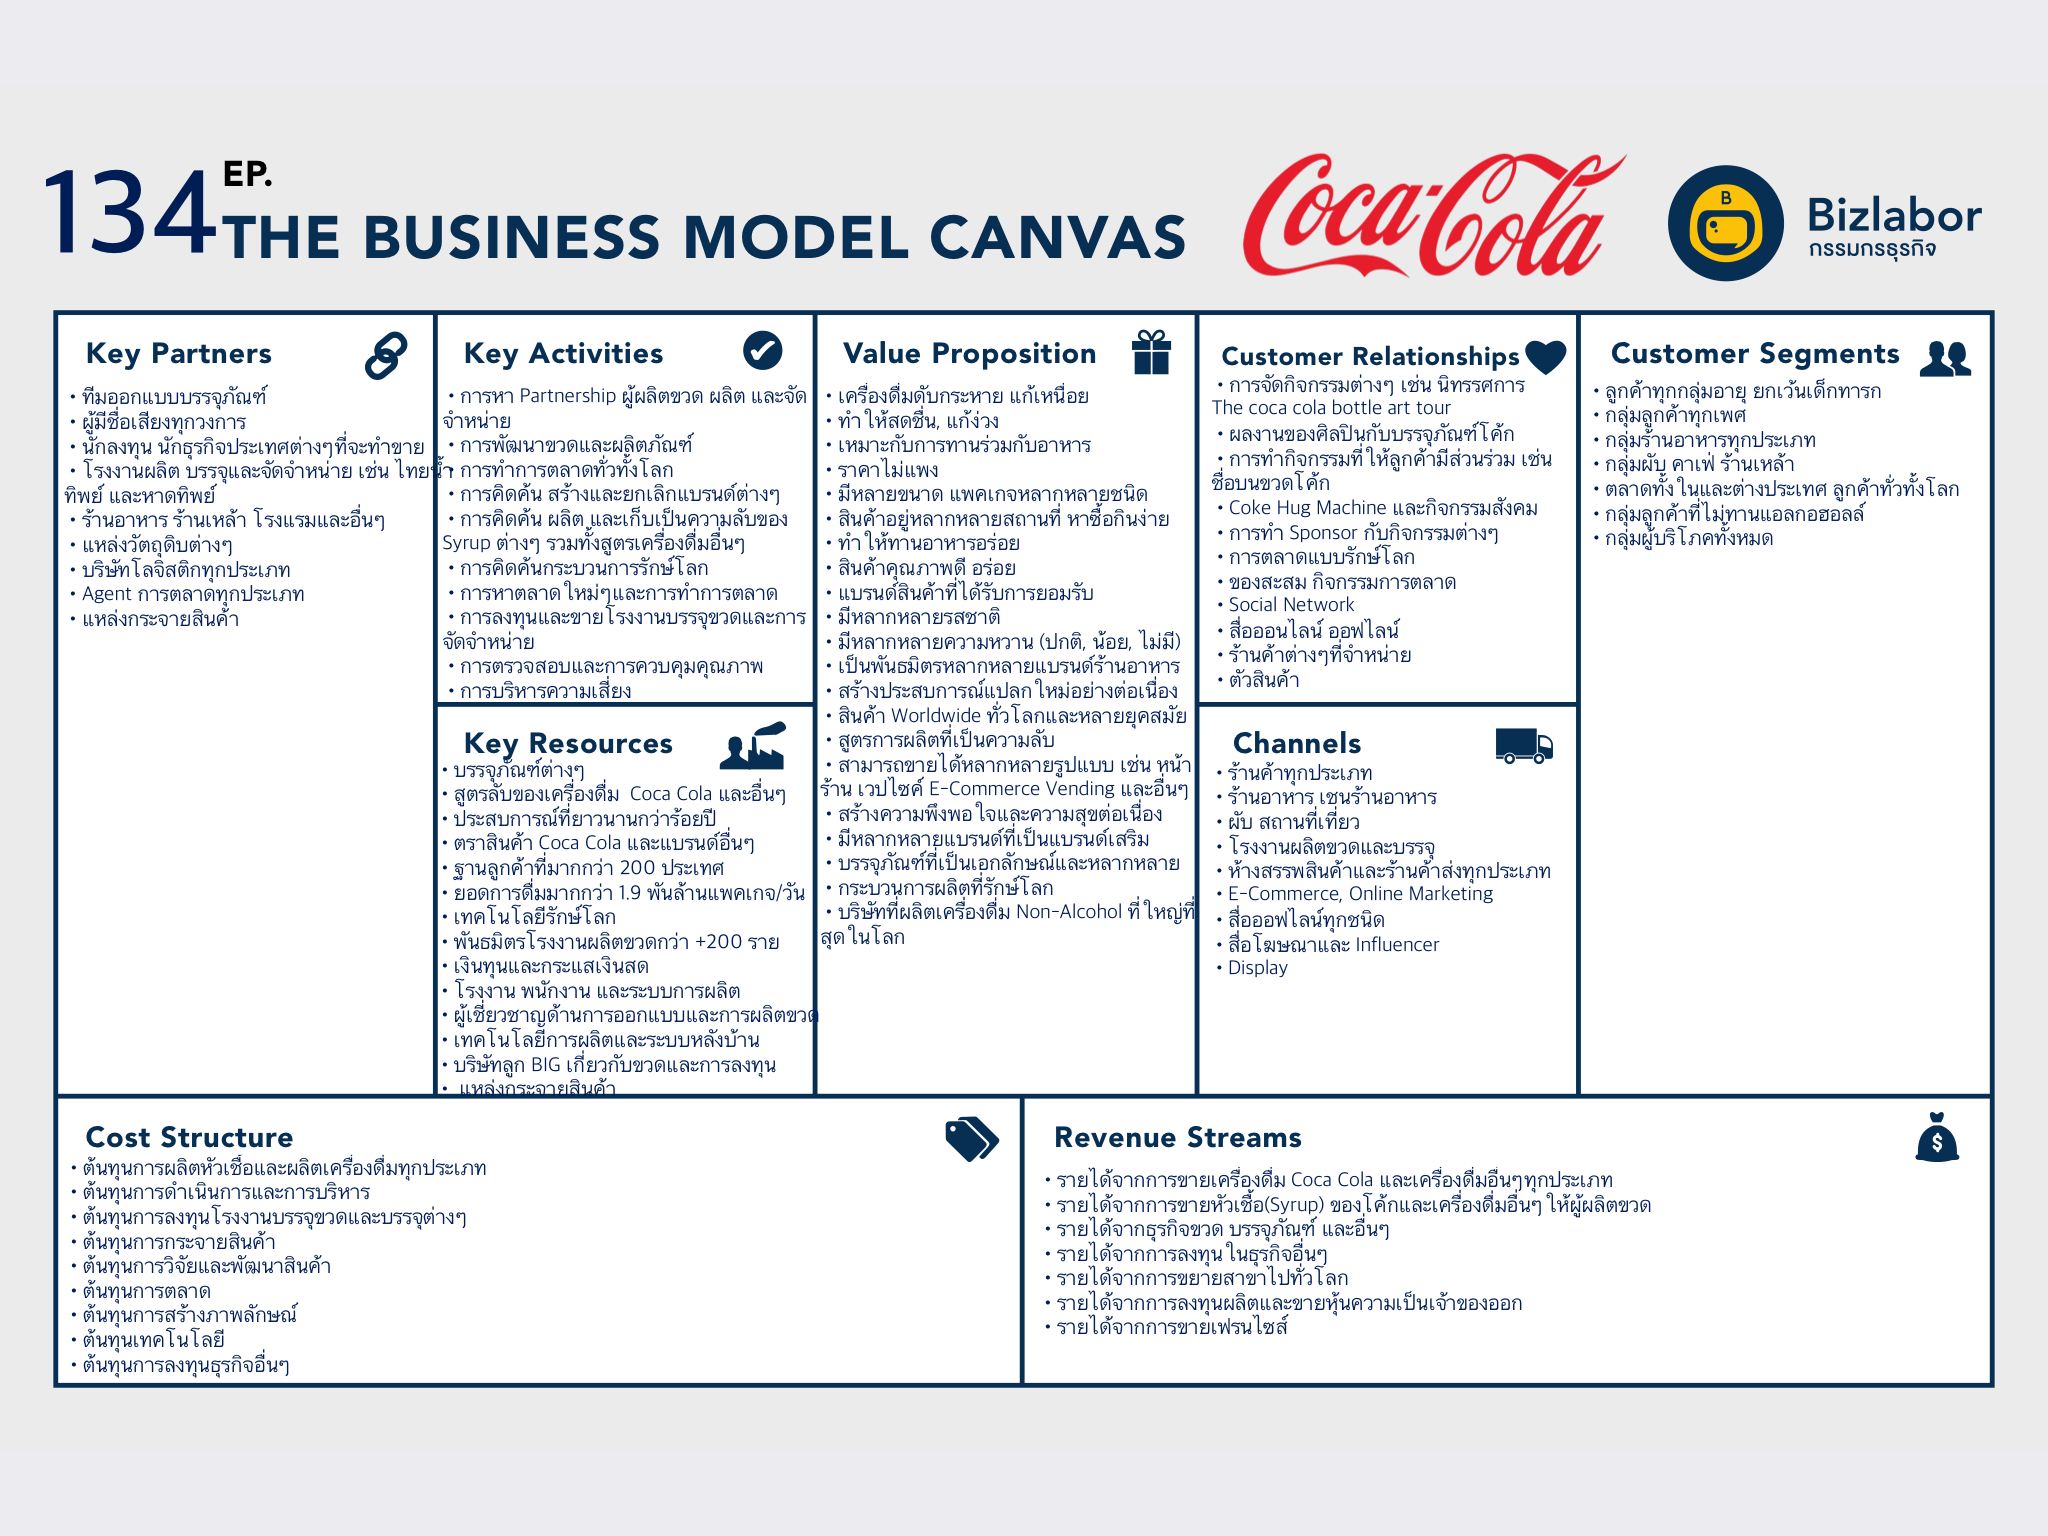 134
EP.
THE BUSINESS MODEL CANVAS
Coca-Cola
B
Bizlabor
กรรมกรธุรกิจ
Key Partners
• ทีมออกแบบบรรจุภัณฑ์
• ผู้มีชื่อเสียงทุกวงการ
• นักลงทุน นักธุรกิจประเทศต่างๆที่จะทำขาย
• โรงงานผลิต บรรจุและจัดจำหน่าย เช่น ไทยน้ำ
ทิพย์ และหาดทิพย์
• ร้านอาหาร ร้านเหล้า โรงแรมและอื่นๆ
• แหล่งวัตถุดิบต่างๆ
• บริษัทโลจิสติกทุกประเภท
• Agent การตลาดทุกประเภท
• แหล่งกระจายสินค้า
Key Activities
• การหา Partnership ผู้ผลิตขวด ผลิต และจัด
จำหน่าย
• การพัฒนาขวดและผลิตภัณฑ์
• การทำการตลาดทั่วทั้งโลก
• การคิดค้น สร้างและยกเลิกแบรนด์ต่างๆ
• การคิดค้น ผลิต และเก็บเป็นความลับของ
Syrup ต่างๆ รวมทั้งสูตรเครื่องดื่มอื่นๆ
• การคิดค้นกระบวนการรักษ์โลก
• การหาตลาดใหม่ๆและการทำการตลาด
• การลงทุนและขายโรงงานบรรจุขวดและการ
จัดจำหน่าย
• การตรวจสอบและการควบคุมคุณภาพ
• การบริหารความเสี่ยง
Key Resources
• บรรจุภัณฑ์ต่างๆ
• สูตรลับของเครื่องดื่ม Coca Cola และอื่นๆ
• ประสบการณ์ที่ยาวนานกว่าร้อยปี
• ตราสินค้า Coca Cola และแบรนด์อื่นๆ
• ฐานลูกค้าที่มากกว่า 200 ประเทศ
• ยอดการดื่มมากกว่า 1.9 พันล้านแพคเกจ/วัน
• เทคโนโลยีรักษ์โลก
• พันธมิตรโรงงานผลิตขวดกว่า +200 ราย
• เงินทุนและกระแสเงินสด
• โรงงาน พนักงาน และระบบการผลิต
• ผู้เชี่ยวชาญด้านการออกแบบและการผลิตขวด
• เทคโนโลยีการผลิตและระบบหลังบ้าน
• บริษัทลูก BIG เกี่ยวกับขวดและการลงทุน
• แหล่งกระจายสินค้า
Value Proposition
• เครื่องดื่มดับกระหาย แก้เหนื่อย
• ทำให้สดชื่น, แก้ง่วง
• เหมาะกับการทานร่วมกับอาหาร
• ราคาไม่แพง
• มีหลายขนาด แพคเกจหลากหลายชนิด
• สินค้าอยู่หลากหลายสถานที่ หาซื้อกินง่าย
• ทำให้ทานอาหารอร่อย
• สินค้าคุณภาพดี อร่อย
• แบรนด์สินค้าที่ได้รับการยอมรับ
• มีหลากหลายรสชาติ
• มีหลากหลายความหวาน (ปกติ, น้อย, ไม่มี)
• เป็นพันธมิตรหลากหลายแบรนด์ร้านอาหาร
• สร้างประสบการณ์แปลกใหม่อย่างต่อเนื่อง
• สินค้า Worldwide ทั่วโลกและหลายยุคสมัย
• สูตรการผลิตที่เป็นความลับ
• สามารถขายได้หลากหลายรูปแบบ เช่น หน้า
ร้าน เวปไซค์ E-Commerce Vending และอื่นๆ
• สร้างความพึงพอใจและความสุขต่อเนื่อง
• มีหลากหลายแบรนด์ที่เป็นแบรนด์เสริม
• บรรจุภัณฑ์ที่เป็นเอกลักษณ์และหลากหลาย
• กระบวนการผลิตที่รักษ์โลก
• บริษัทที่ผลิตเครื่องดื่ม Non-Alcohol ที่ใหญ่ที่
สุดในโลก
Customer Relationships
• การจัดกิจกรรมต่างๆ เช่น นิทรรศการ
The coca cola bottle art tour
• ผลงานของศิลปินกับบรรจุภัณฑ์โค้ก
• การทำกิจกรรมที่ให้ลูกค้ามีส่วนร่วม เช่น
ชื่อบนขวดโค้ก
• Coke Hug Machine และกิจกรรมสังคม
• การทำ Sponsor กับกิจกรรมต่างๆ
• การตลาดแบบรักษ์โลก
• ของสะสม กิจกรรมการตลาด
• Social Network
• สื่อออนไลน์ ออฟไลน์
• ร้านค้าต่างๆที่จำหน่าย
• ตัวสินค้า
Channels
• ร้านค้าทุกประเภท
• ร้านอาหาร เชนร้านอาหาร
• ผับ สถานที่เที่ยว
• โรงงานผลิตขวดและบรรจุ
• ห้างสรรพสินค้าและร้านค้าส่งทุกประเภท
• E-Commerce, Online Marketing
• สื่อออฟไลน์ทุกชนิด
• สื่อโฆษณาและ Influencer
• Display
Customer Segments
• ลูกค้าทุกกลุ่มอายุ ยกเว้นเด็กทารก
• กลุ่มลูกค้าทุกเพศ
• กลุ่มร้านอาหารทุกประเภท
• กลุ่มผับ คาเฟ่ ร้านเหล้า
• ตลาดทั้งในและต่างประเทศ ลูกค้าทั่วทั้งโลก
• กลุ่มลูกค้าที่ไม่ทานแอลกอฮอลล์
• กลุ่มผู้บริโภคทั้งหมด
Cost Structure
• ต้นทุนการผลิตหัวเชื้อและผลิตเครื่องดื่มทุกประเภท
• ต้นทุนการดำเนินการและการบริหาร
• ต้นทุนการลงทุนโรงงานบรรจุขวดและบรรจุต่างๆ
• ต้นทุนการกระจายสินค้า
• ต้นทุนการวิจัยและพัฒนาสินค้า
• ต้นทุนการตลาด
• ต้นทุนการสร้างภาพลักษณ์
• ต้นทุนเทคโนโลยี
• ต้นทุนการลงทุนธุรกิจอื่นๆ
Revenue Streams
$
• รายได้จากการขายเครื่องดื่ม Coca Cola และเครื่องดื่มอื่นๆทุกประเภท
• รายได้จากการขายหัวเชื้อ(Syrup) ของโค้กและเครื่องดื่มอื่นๆ ให้ผู้ผลิตขวด
• รายได้จากธุรกิจขวด บรรจุภัณฑ์ และอื่นๆ
• รายได้จากการลงทุนในธุรกิจอื่นๆ
• รายได้จากการขยายสาขาไปทั่วโลก
• รายได้จากการลงทุนผลิตและขายหุ้นความเป็นเจ้าของออก
• รายได้จากการขายเฟรนไซส์